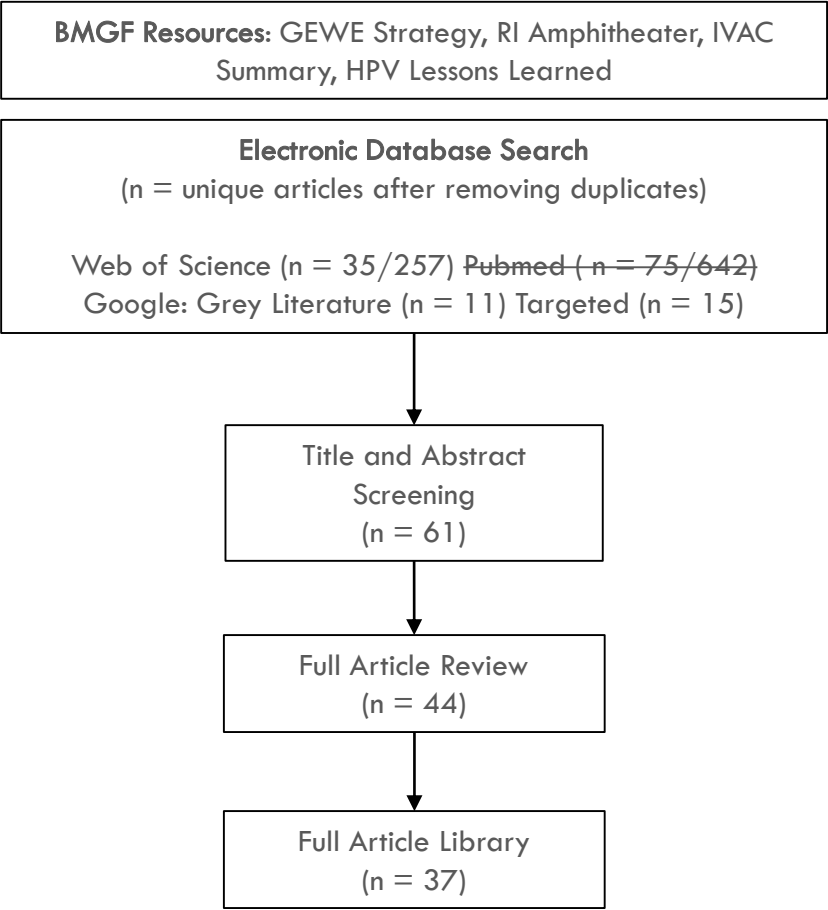 BMGF Resources: GEWE Strategy, RI Amphitheater, IVAC
Summary, HPV Lessons Learned
Electronic Database Search
(n = unique articles after removing duplicates)
Web of Science (n = 35/257) Pubmed ( n = 75/642)
Google: Grey Literature (n = 11) Targeted (n = 15)
Title and Abstract
Screening
(n = 61)
Full Article Review
(n = 44)
Full Article Library
(n = 37)